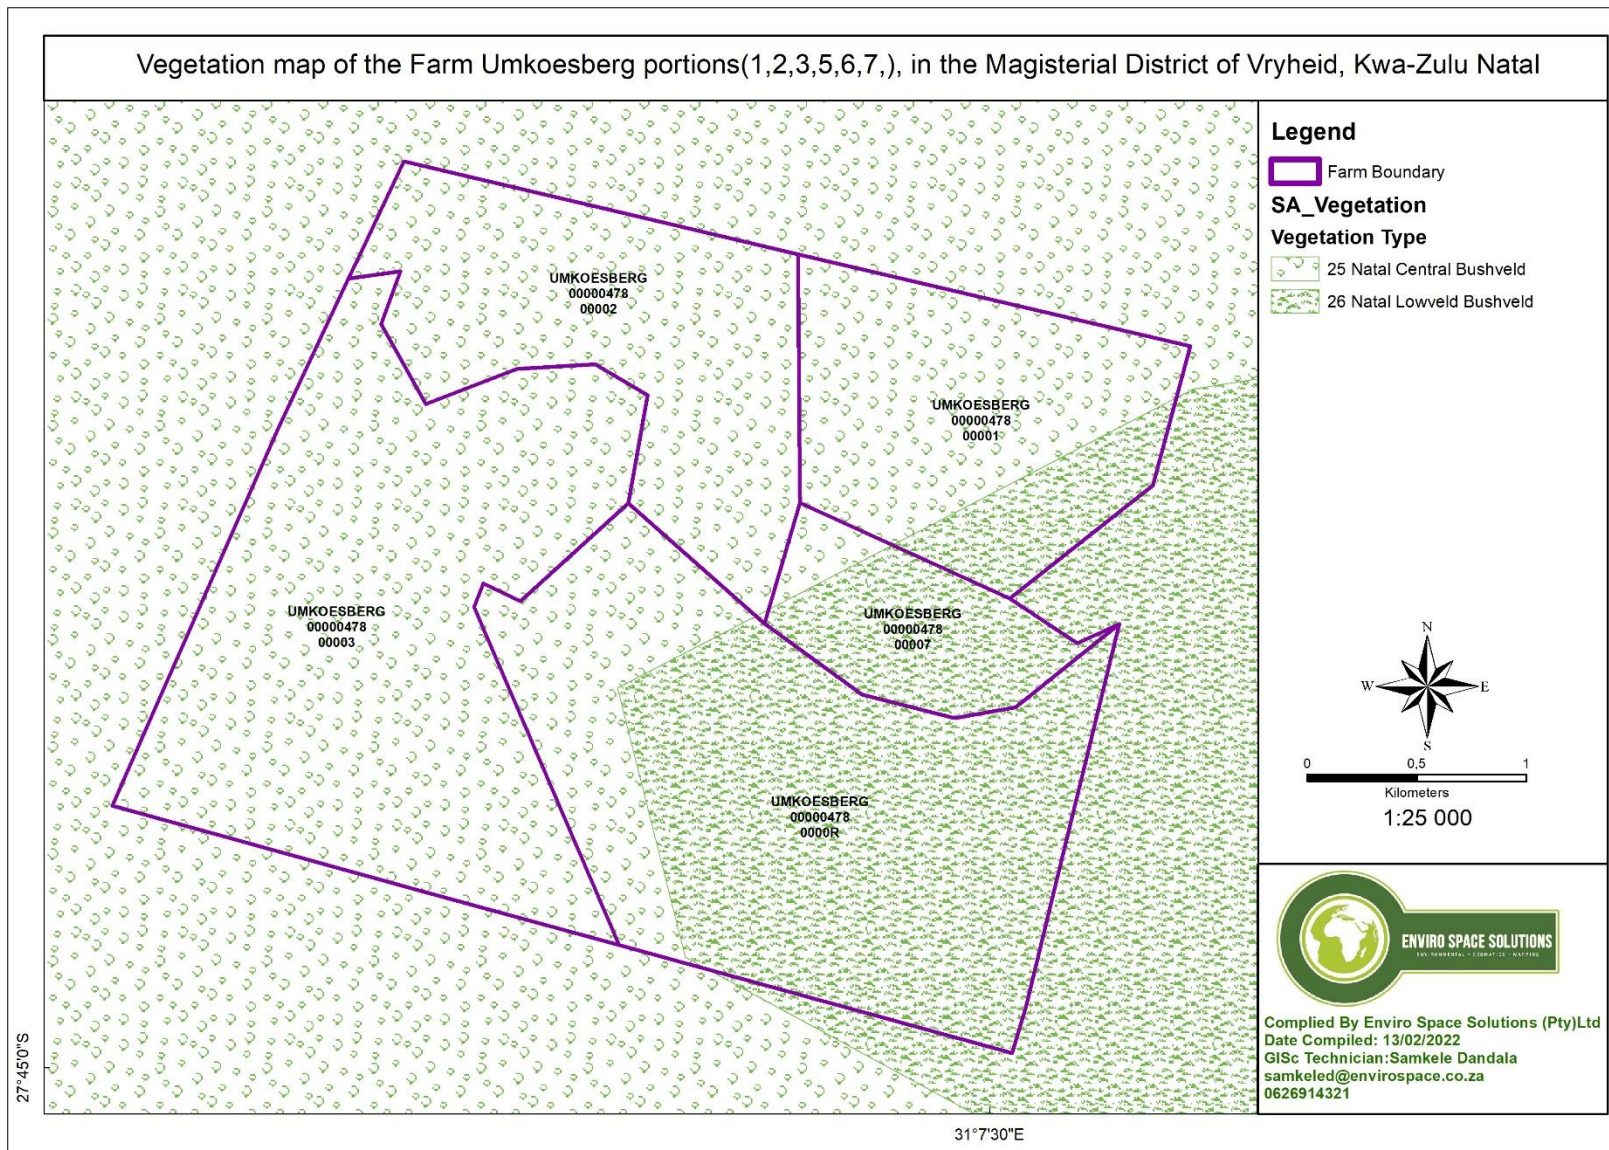 Vegetation map of the Farm Umkoesberg portions(1,2,3,5,6,7,), in the Magisterial District of Vryheid, Kwa-Zulu Natal
UMKOESBERG
00000478
00002
UMKOESBERG
00000478
00001
UMKOESBERG
00000478
00003
UMKOESBERG
00000478
00007
UMKOESBERG
00000478
0000R
27°45'0"S
31°7'30"E
Legend
Farm Boundary
SA_Vegetation
Vegetation Type
25 Natal Central Bushveld
26 Natal Lowveld Bushveld
N
W
E
S
0 0,5 1
Kilometers
1:25 000
ENVIRO SPACE SOLUTIONS
ENVIRONMENTAL • GEOMATICS • MAPPING
Complied By Enviro Space Solutions (Pty)Ltd
Date Compiled: 13/02/2022
GISc Technician:Samkele Dandala
samkeled@envirospace.co.za
0626914321